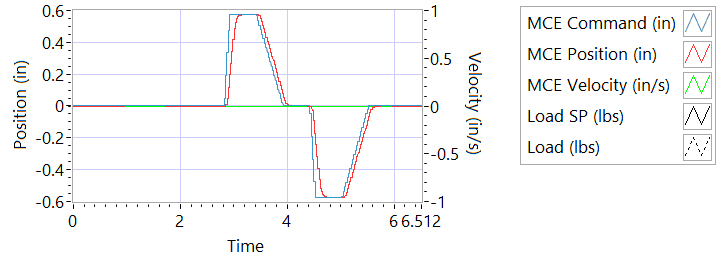 0.6
0.4
0.2
0
-0.2
-0.4
-0.6
Position (in)
1
0.5
0
-0.5
-1
Velocity (in/s)
0 2 4 6 6.512
Time
MCE Command (in)
MCE Position (in)
MCE Velocity (in/s)
Load SP (lbs)
Load (lbs)